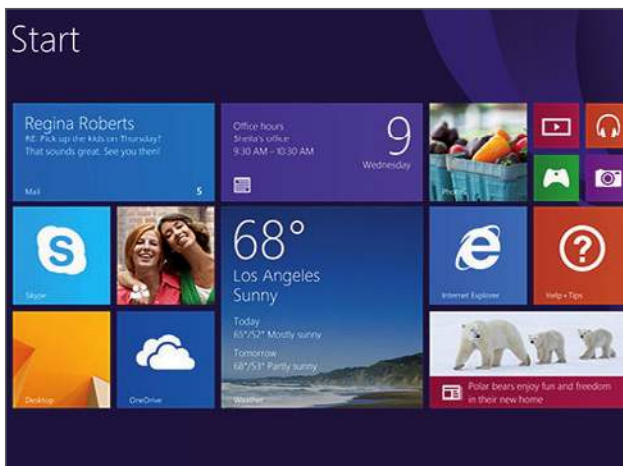 Start
Regina Roberts
RE: Pick up the kids on Thursday?
That sounds great. See you then!
Mail
5
Office hours
Sheila's office
9:30 AM - 10:30 AM
9
Wednesday
Photos
Skype
68°
Los Angeles
Sunny
Today
65°/52° Mostly sunny
Tomorrow
68°/53° Partly sunny
Weather
Internet Explorer
Help+Tips
Desktop
OneDrive
Polar bears enjoy fun and freedom
in their new home